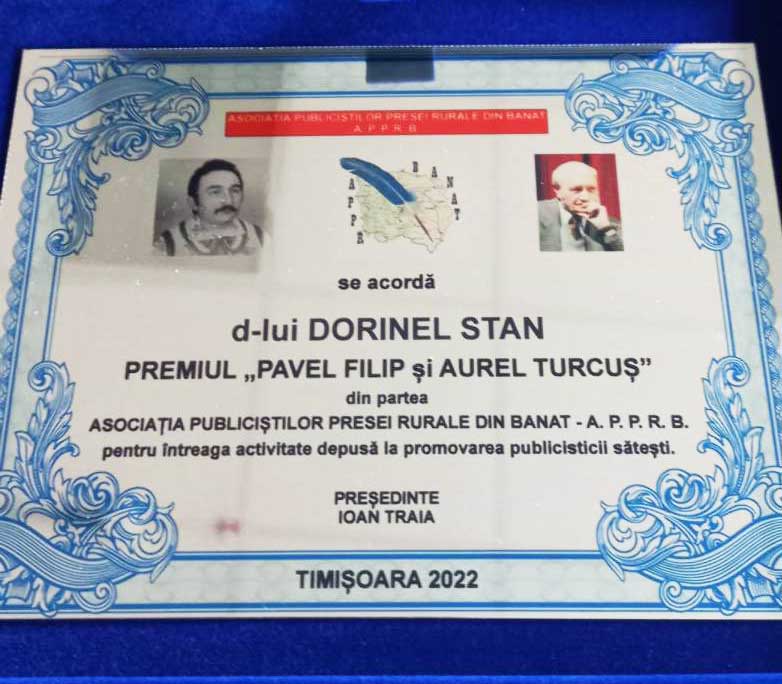 ASOCIAȚIA PUBLICIȘTILOR PRESEI RURALE DIN BANAT
A. P. P. R. B.
APPR BANAT
se acordă
d-lui DORINEL STAN
PREMIUL „PAVEL FILIP și AUREL TURCUȘ”
din partea
ASOCIAȚIA PUBLICIȘTILOR PRESEI RURALE DIN BANAT - A. P. P. R. B.
pentru întreaga activitate depusă la promovarea publicisticii sătești.
PREȘEDINTE
IOAN TRAIA
TIMIȘOARA 2022